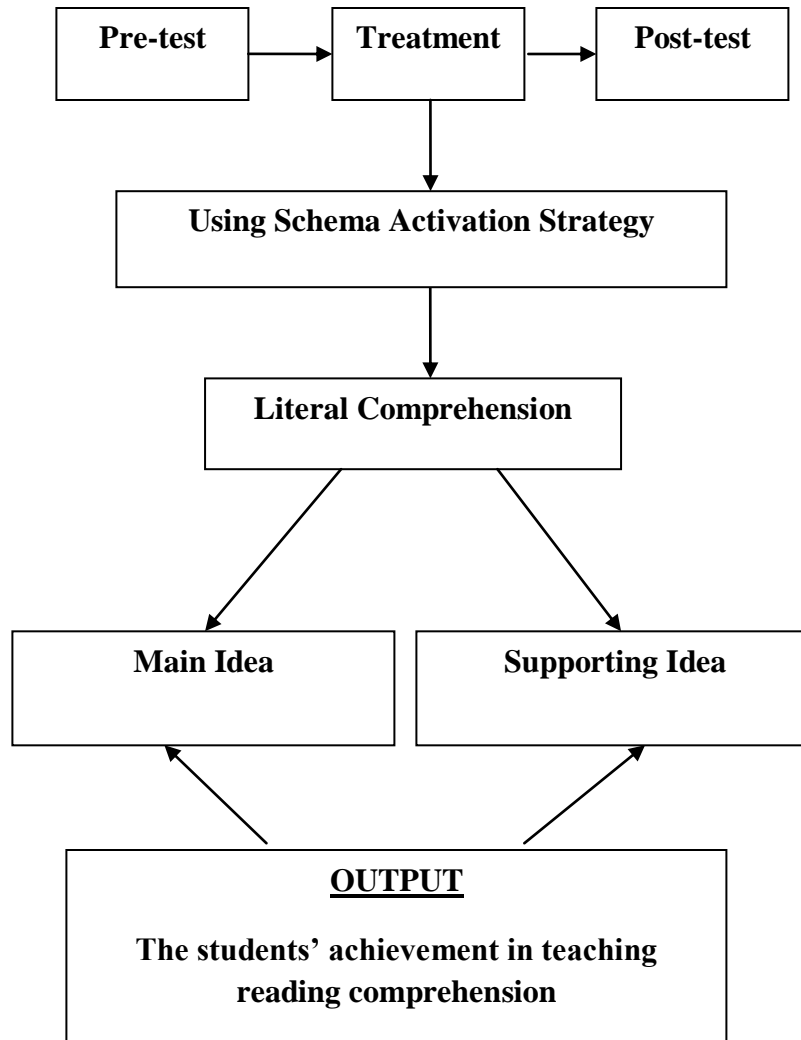 Pre-test
Treatment
Post-test
Using Schema Activation Strategy
Literal Comprehension
Main Idea
Supporting Idea
OUTPUT
The students’ achievement in teaching
reading comprehension